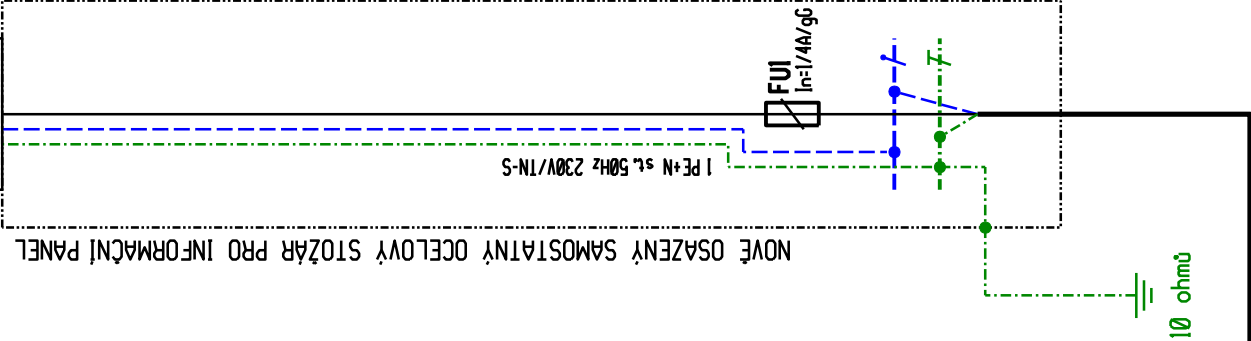 FU1
In=1/4A/gG
1 PE+N st. 50Hz 230V/TN-S
NOVĚ OSAZENÝ SAMOSTATNÝ OCELOVÝ STOŽÁR PRO INFORMAČNÍ PANEL
10 ohmů